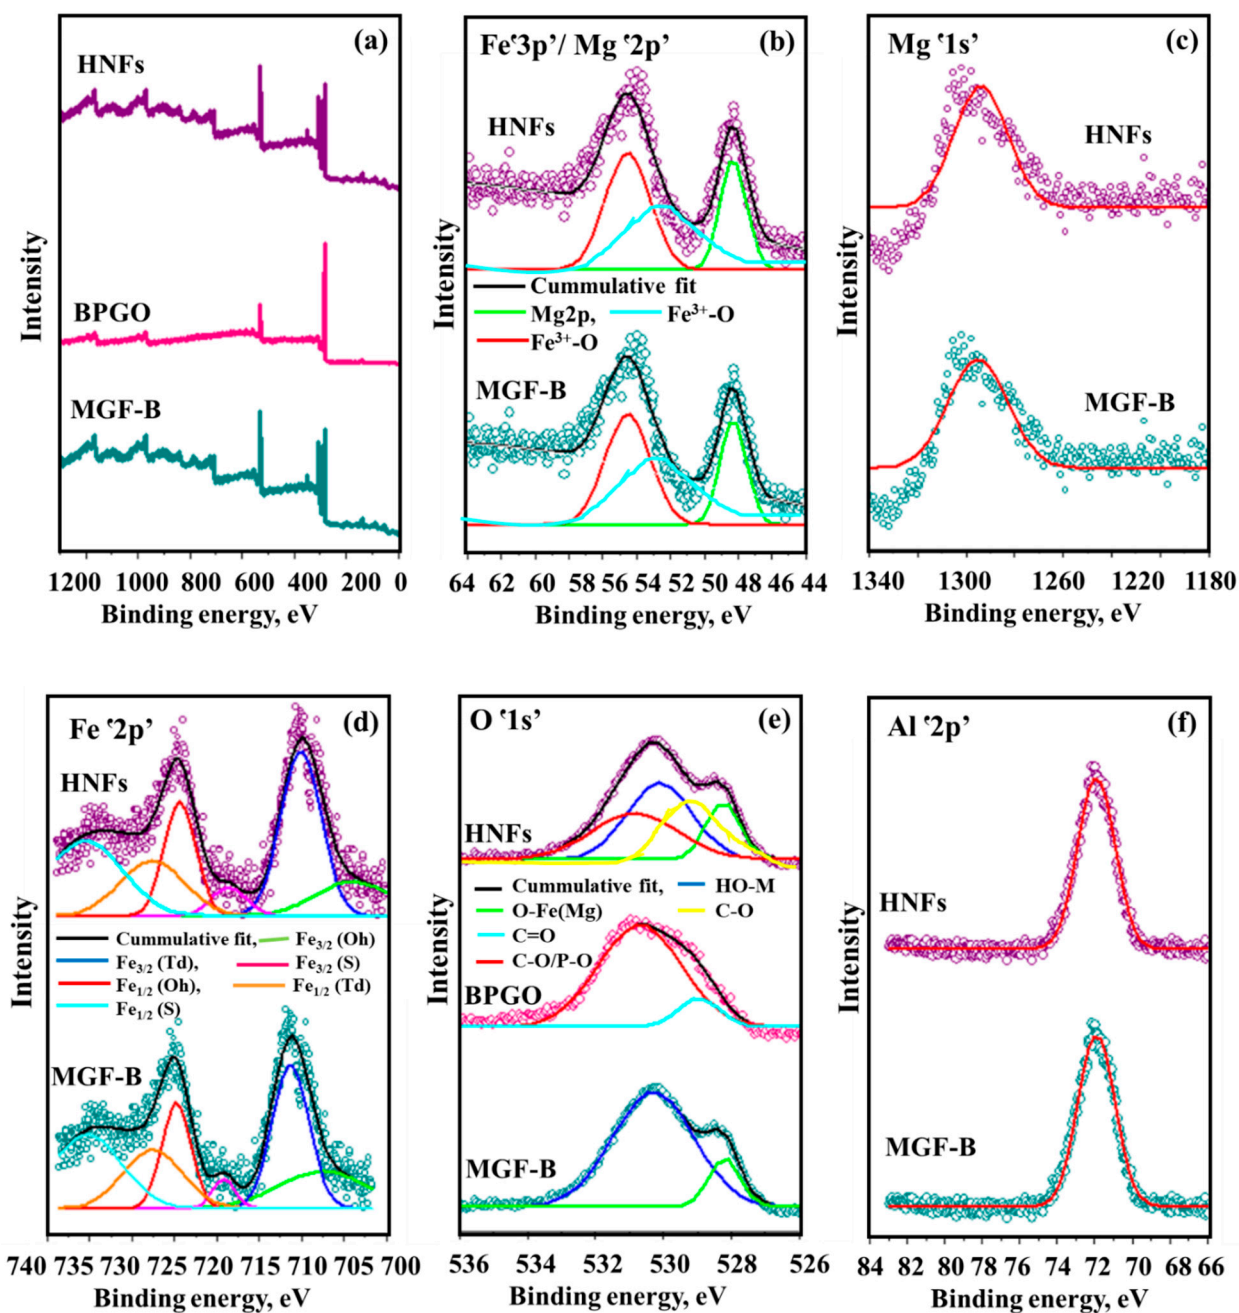 (a)
HNFs
BPGO
MGF-B
Intensity
1200 1000 800 600 400 200 0
Binding energy, eV
Fe‘3p’/ Mg ‘2p’ (b)
HNFs
Cummulative fit
Mg2p, Fe³⁺-O
Fe³⁺-O
MGF-B
Intensity
64 60 56 52 48 44
Binding energy, eV
Mg ‘1s’ (c)
HNFs
MGF-B
Intensity
1340 1300 1260 1220 1180
Binding energy, eV
Fe ‘2p’ (d)
HNFs
Cummulative fit, Fe₃/₂ (Oh)
Fe₃/₂ (Td), Fe₃/₂ (S)
Fe₁/₂ (Oh), Fe₁/₂ (Td)
Fe₁/₂ (S)
MGF-B
Intensity
740 735 730 725 720 715 710 705 700
Binding energy, eV
O ‘1s’ (e)
HNFs
Cummulative fit, HO-M
O-Fe(Mg) C-O
C=O
C-O/P-O
BPGO
MGF-B
Intensity
536 534 532 530 528 526
Binding energy, eV
Al ‘2p’ (f)
HNFs
MGF-B
Intensity
84 82 80 78 76 74 72 70 68 66
Binding energy, eV